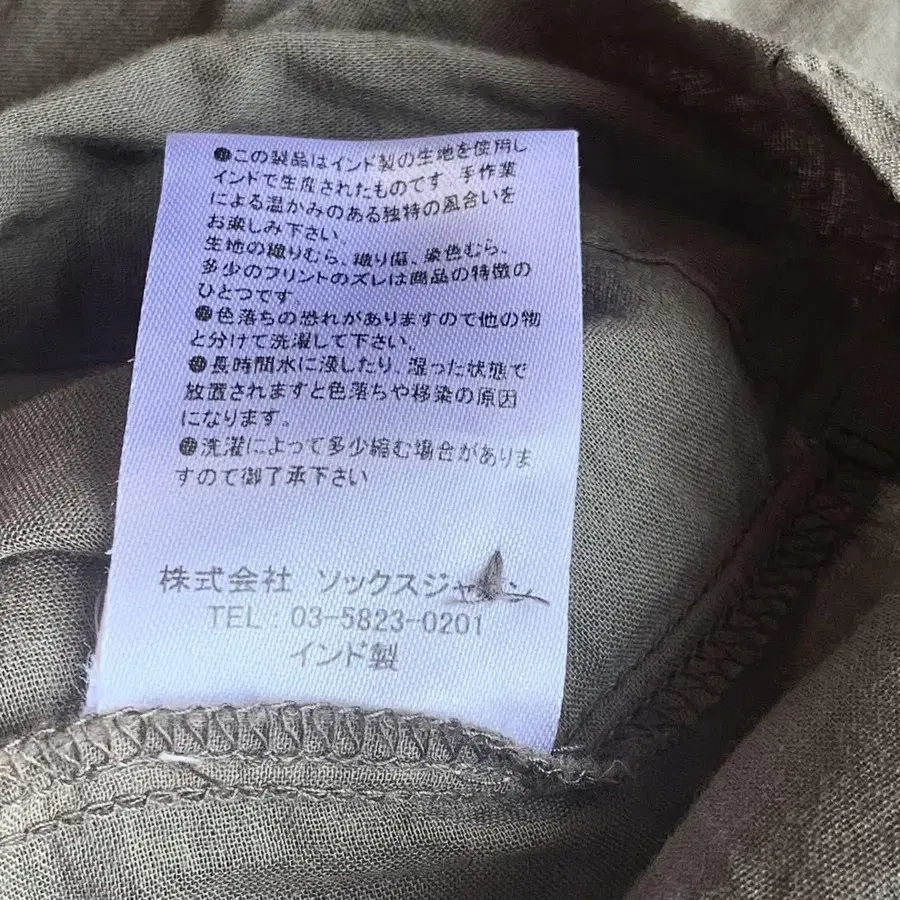 ●この製品はインド製の生地を使用し
インドで生産されたものです。手作業
による温かみのある独特の風合いを
お楽しみ下さい。
生地の織りむら、織り傷、染色むら、
多少のプリントのズレは商品の特徴の
ひとつです。
●色落ちの恐れがありますので他の物
と分けて洗濯して下さい。
●長時間水に浸したり、湿った状態で
放置されますと色落ちや移染の原因
になります。
●洗濯によって多少縮む場合がありま
すので御了承下さい
株式会社 ソックスジャ
TEL : 03-5823-0201
インド製